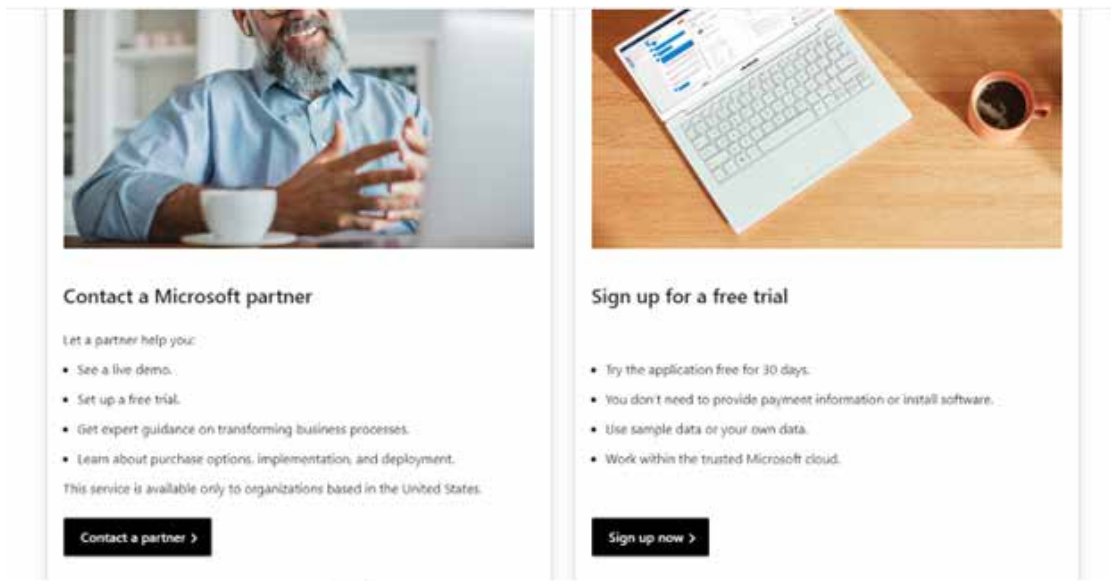 Contact a Microsoft partner
Let a partner help you:
• See a live demo.
• Set up a free trial.
• Get expert guidance on transforming business processes.
• Learn about purchase options, implementation, and deployment.
This service is available only to organizations based in the United States.
Contact a partner >
Sign up for a free trial
• Try the application free for 30 days.
• You don't need to provide payment information or install software.
• Use sample data or your own data.
• Work within the trusted Microsoft cloud.
Sign up now >